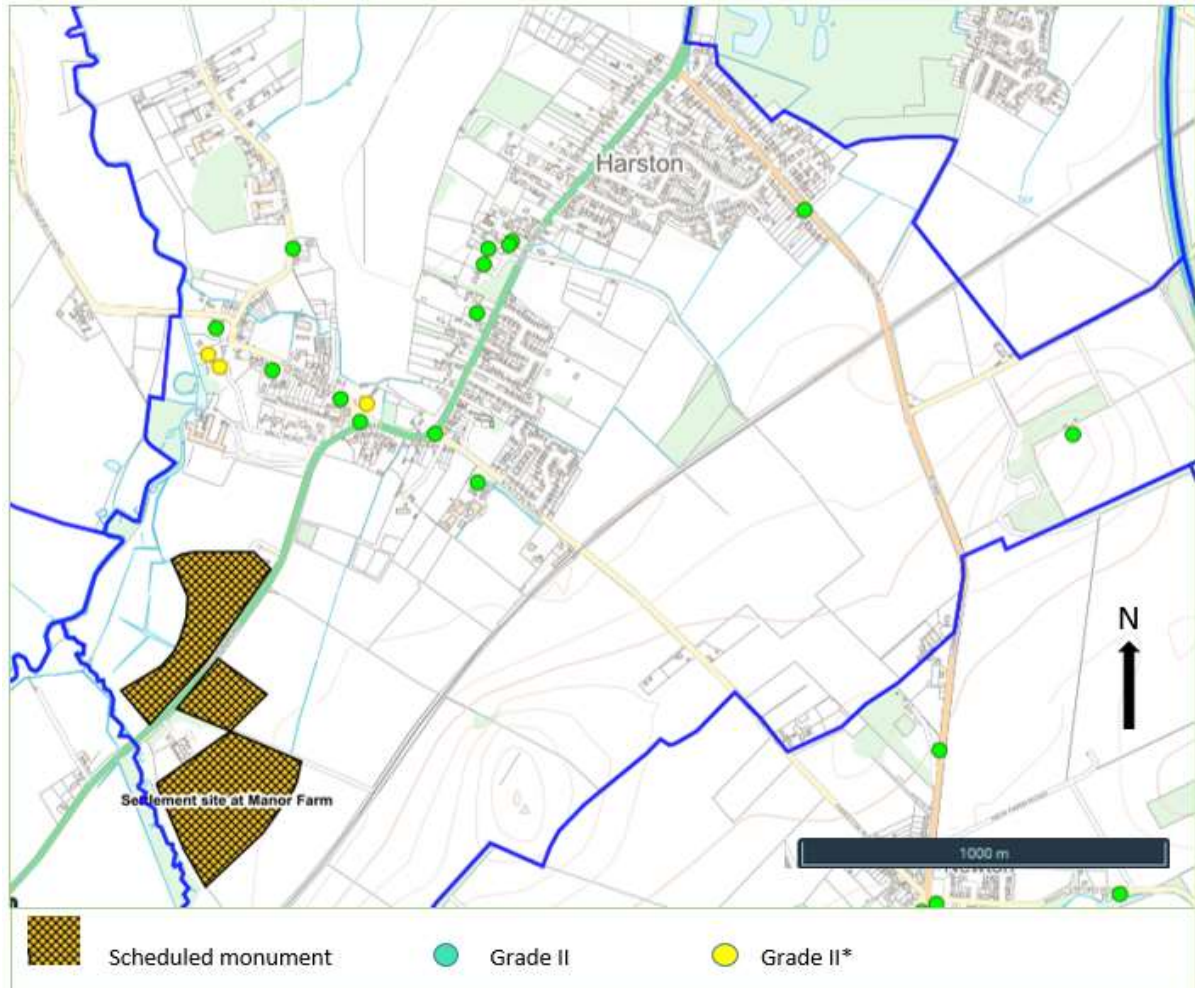 Harston
N
Settlement site at Manor Farm
1000 m
Newton
Scheduled monument
Grade II
Grade II*